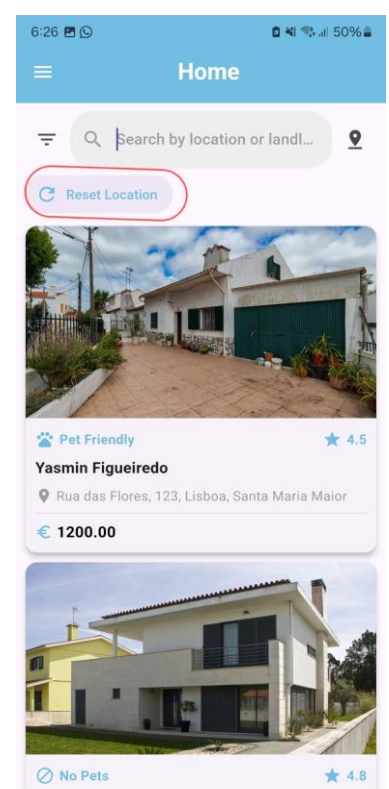 6:26 50%
Home
Search by location or landl...
Reset Location
Pet Friendly 4.5
Yasmin Figueiredo
Rua das Flores, 123, Lisboa, Santa Maria Maior
€ 1200.00
No Pets 4.8